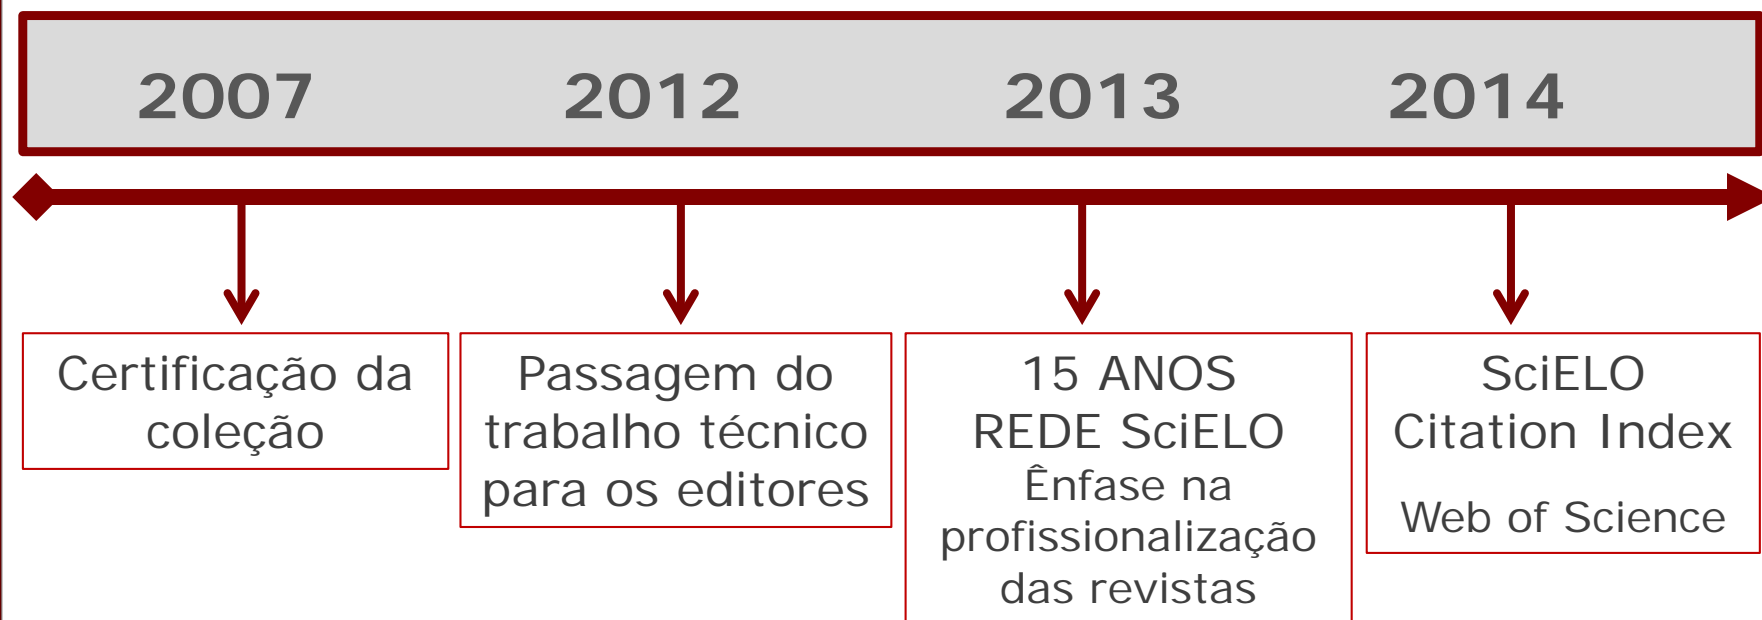 2007 2012 2013 2014
Certificação da
coleção
Passagem do
trabalho técnico
para os editores
15 ANOS
REDE SciELO
Ênfase na
profissionalização
das revistas
SciELO
Citation Index
Web of Science